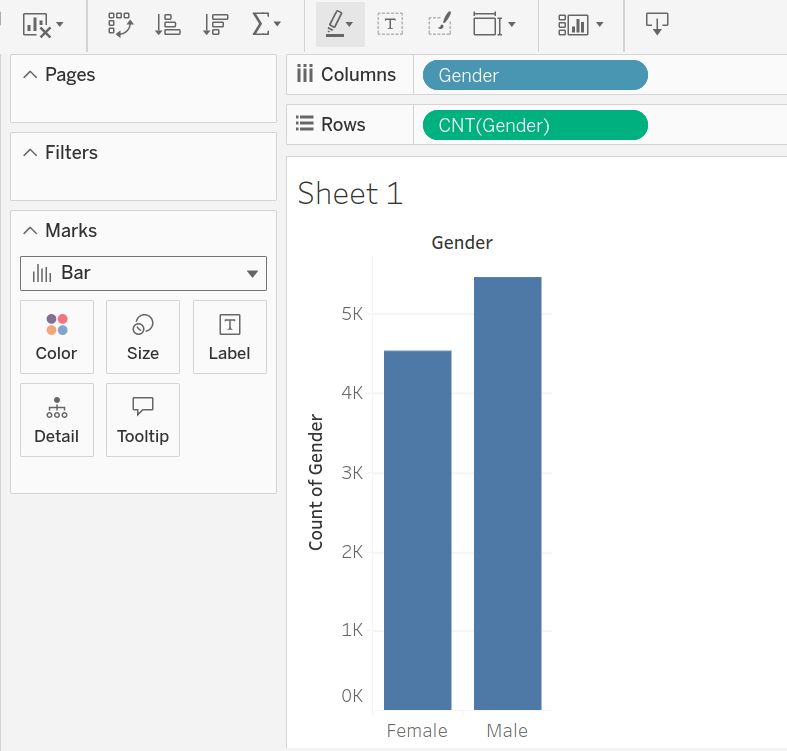 Pages
Filters
Marks
Bar
Color
Size
Label
Detail
Tooltip
Columns
Gender
Rows
CNT(Gender)
Sheet 1
Gender
Count of Gender
5K
4K
3K
2K
1K
0K
Female
Male